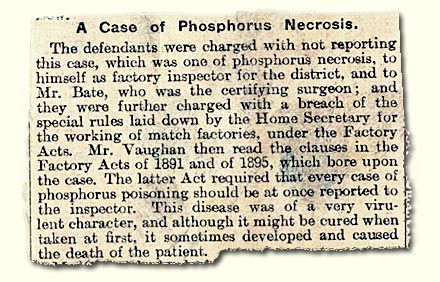 A Case of Phosphorus Necrosis.
The defendants were charged with not reporting
this case, which was one of phosphorus necrosis, to
himself as factory inspector for the district, and to
Mr. Bate, who was the certifying surgeon; and
they were further charged with a breach of the
special rules laid down by the Home Secretary for
the working of match factories, under the Factory
Acts. Mr. Vaughan then read the clauses in the
Factory Acts of 1891 and of 1895, which bore upon
the case. The latter Act required that every case of
phosphorus poisoning should be at once reported to
the inspector. This disease was of a very viru-
lent character, and although it might be cured when
taken at first, it sometimes developed and caused
the death of the patient.